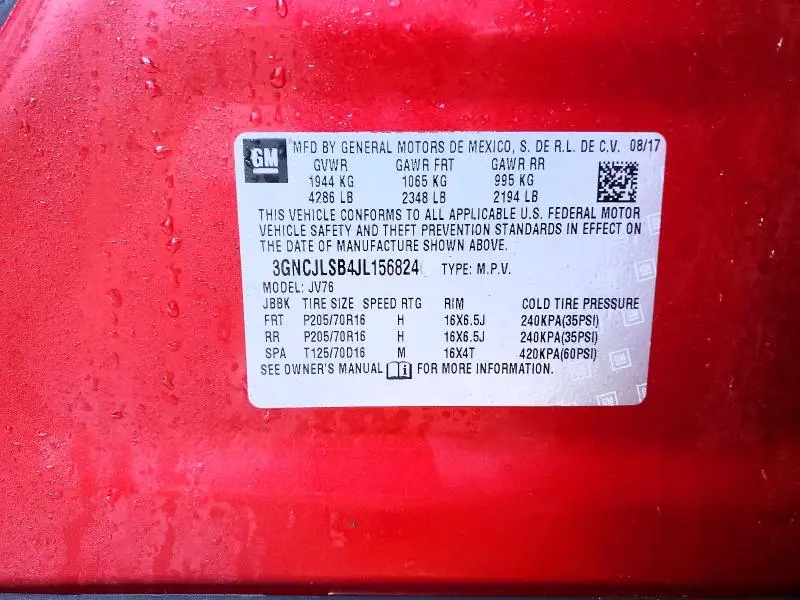 GM ®MFD BY GENERAL MOTORS DE MEXICO, S. DE R.L. DE C.V. 08/17
GVWR GAWR FRT GAWR RR
1944 KG 1065 KG 995 KG
4286 LB 2348 LB 2194 LB
THIS VEHICLE CONFORMS TO ALL APPLICABLE U.S. FEDERAL MOTOR
VEHICLE SAFETY AND THEFT PREVENTION STANDARDS IN EFFECT ON
THE DATE OF MANUFACTURE SHOWN ABOVE.
3GNCJLSB4JL156824 TYPE: M.P.V.
MODEL: JV76
JBBK TIRE SIZE SPEED RTG RIM COLD TIRE PRESSURE
FRT P205/70R16 H 16X6.5J 240KPA(35PSI)
RR P205/70R16 H 16X6.5J 240KPA(35PSI)
SPA T125/70D16 M 16X4T 420KPA(60PSI)
SEE OWNER'S MANUAL i FOR MORE INFORMATION.